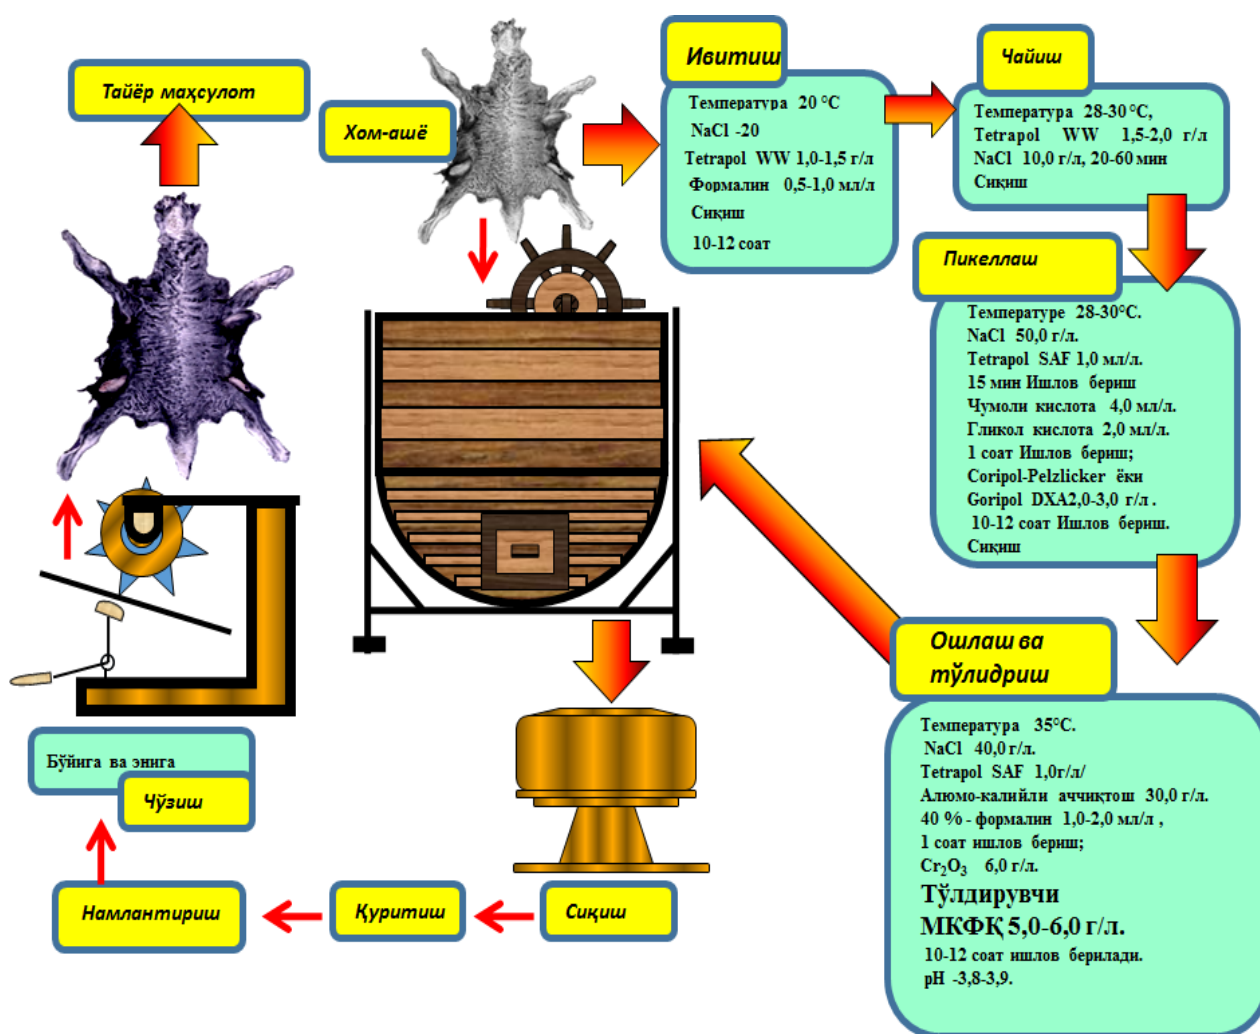 Хом-ашё
Ивитиш
Температура 20 °C
NaCl -20
Tetrapol WW 1,0-1,5 г/л
Формалин 0,5-1,0 мл/л
Сиқиш
10-12 соат
Чайиш
Температура 28-30 °C,
Tetrapol WW 1,5-2,0 г/л
NaCl 10,0 г/л, 20-60 мин
Сиқиш
Пикеллаш
Температуре 28-30°C.
NaCl 50,0 г/л.
Tetrapol SAF 1,0 мл/л.
15 мин Ишлов бериш
Чумоли кислота 4,0 мл/л.
Гликол кислота 2,0 мл/л.
1 соат Ишлов бериш;
Coripol-Pelzlicker ёки
Goripol DXA2,0-3,0 г/л .
10-12 соат Ишлов бериш.
Сиқиш
Ошлаш ва
тўлидриш
Температура 35°C.
NaCl 40,0 г/л.
Tetrapol SAF 1,0г/л/
Алюмо-калийли аччиқтош 30,0 г/л.
40 % - формалин 1,0-2,0 мл/л ,
1 соат ишлов бериш;
Cr₂O₃ 6,0 г/л.
Тўлдирувчи
МКФҚ 5,0-6,0 г/л.
10-12 соат ишлов берилади.
pH -3,8-3,9.
Сиқиш
Қуритиш
Намлантириш
Бўйига ва энига
Чўзиш
Тайёр маҳсулот